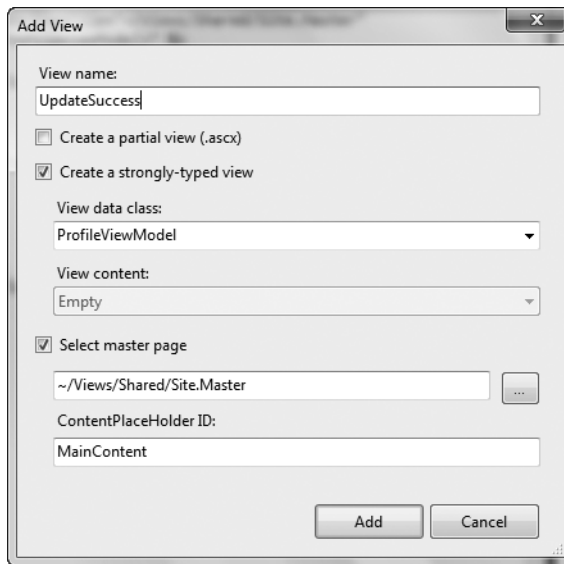 Add View
View name:
UpdateSuccess
Create a partial view (.ascx)
Create a strongly-typed view
View data class:
ProfileViewModel
View content:
Empty
Select master page
~/Views/Shared/Site.Master
...
ContentPlaceHolder ID:
MainContent
Add Cancel